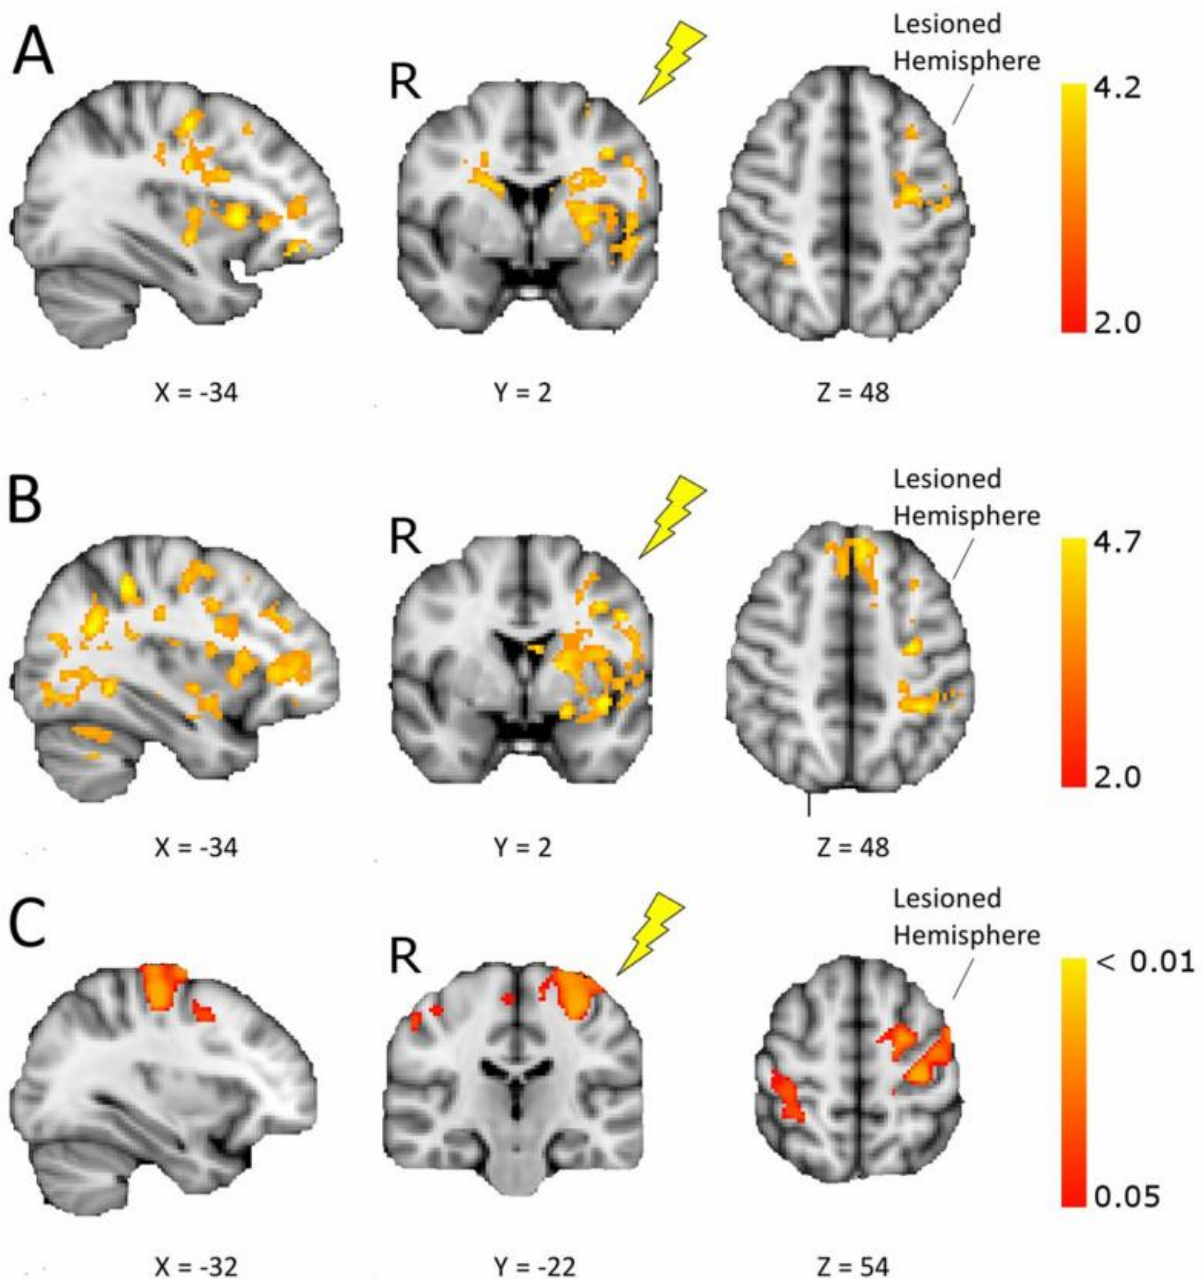 A
R
Lesioned
Hemisphere
4.2
2.0
X = -34
Y = 2
Z = 48
B
R
Lesioned
Hemisphere
4.7
2.0
X = -34
Y = 2
Z = 48
C
R
Lesioned
Hemisphere
< 0.01
0.05
X = -32
Y = -22
Z = 54